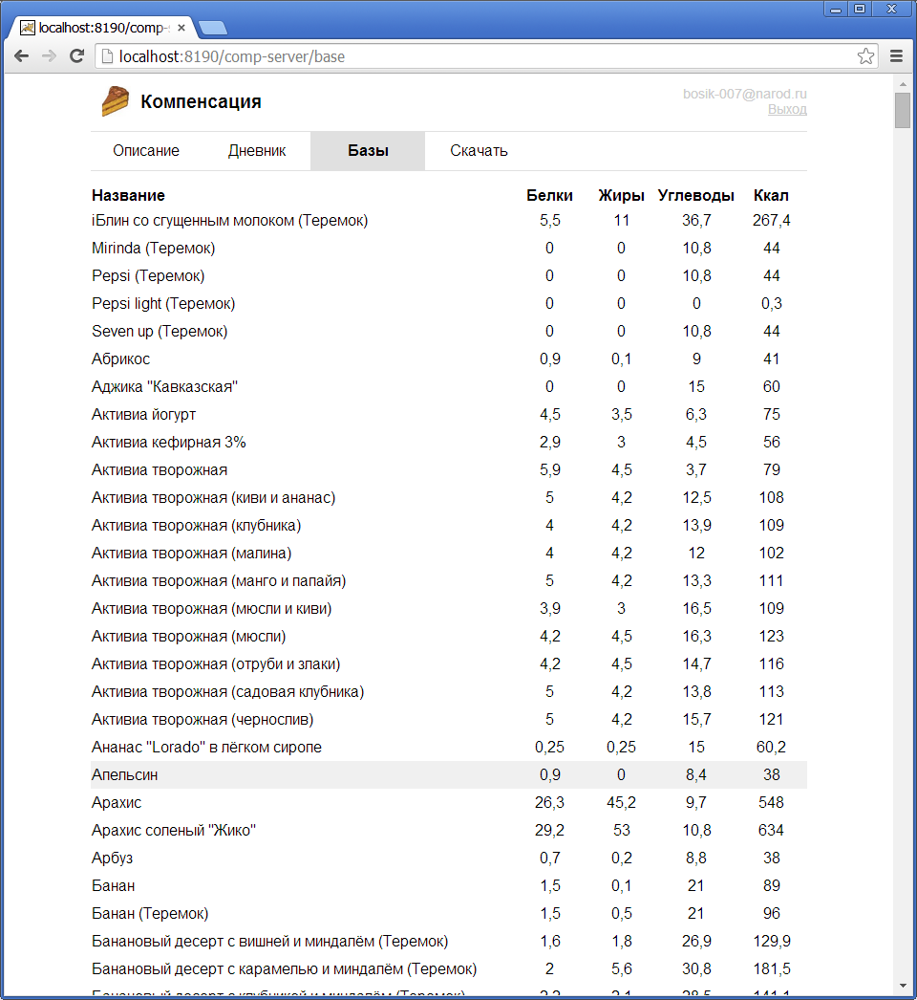 localhost:8190/comp-
localhost:8190/comp-server/base
Компенсация
bosik-007@narod.ru
Выход
Описание Дневник Базы Скачать
Название Белки Жиры Углеводы Ккал
iБлин со сгущенным молоком (Теремок) 5,5 11 36,7 267,4
Mirinda (Теремок) 0 0 10,8 44
Pepsi (Теремок) 0 0 10,8 44
Pepsi light (Теремок) 0 0 0 0,3
Seven up (Теремок) 0 0 10,8 44
Абрикос 0,9 0,1 9 41
Аджика "Кавказская" 0 0 15 60
Активиа йогурт 4,5 3,5 6,3 75
Активиа кефирная 3% 2,9 3 4,5 56
Активиа творожная 5,9 4,5 3,7 79
Активиа творожная (киви и ананас) 5 4,2 12,5 108
Активиа творожная (клубника) 4 4,2 13,9 109
Активиа творожная (малина) 4 4,2 12 102
Активиа творожная (манго и папайя) 5 4,2 13,3 111
Активиа творожная (мюсли и киви) 3,9 3 16,5 109
Активиа творожная (мюсли) 4,2 4,5 16,3 123
Активиа творожная (отруби и злаки) 4,2 4,5 14,7 116
Активиа творожная (садовая клубника) 5 4,2 13,8 113
Активиа творожная (чернослив) 5 4,2 15,7 121
Ананас "Lorado" в лёгком сиропе 0,25 0,25 15 60,2
Апельсин 0,9 0 8,4 38
Арахис 26,3 45,2 9,7 548
Арахис соленый "Жико" 29,2 53 10,8 634
Арбуз 0,7 0,2 8,8 38
Банан 1,5 0,1 21 89
Банан (Теремок) 1,5 0,5 21 96
Банановый десерт с вишней и миндалём (Теремок) 1,6 1,8 26,9 129,9
Банановый десерт с карамелью и миндалём (Теремок) 2 5,6 30,8 181,5
Банановый десерт с клубникой и миндалём (Теремок) 2,2 2,1 28,5 141,1